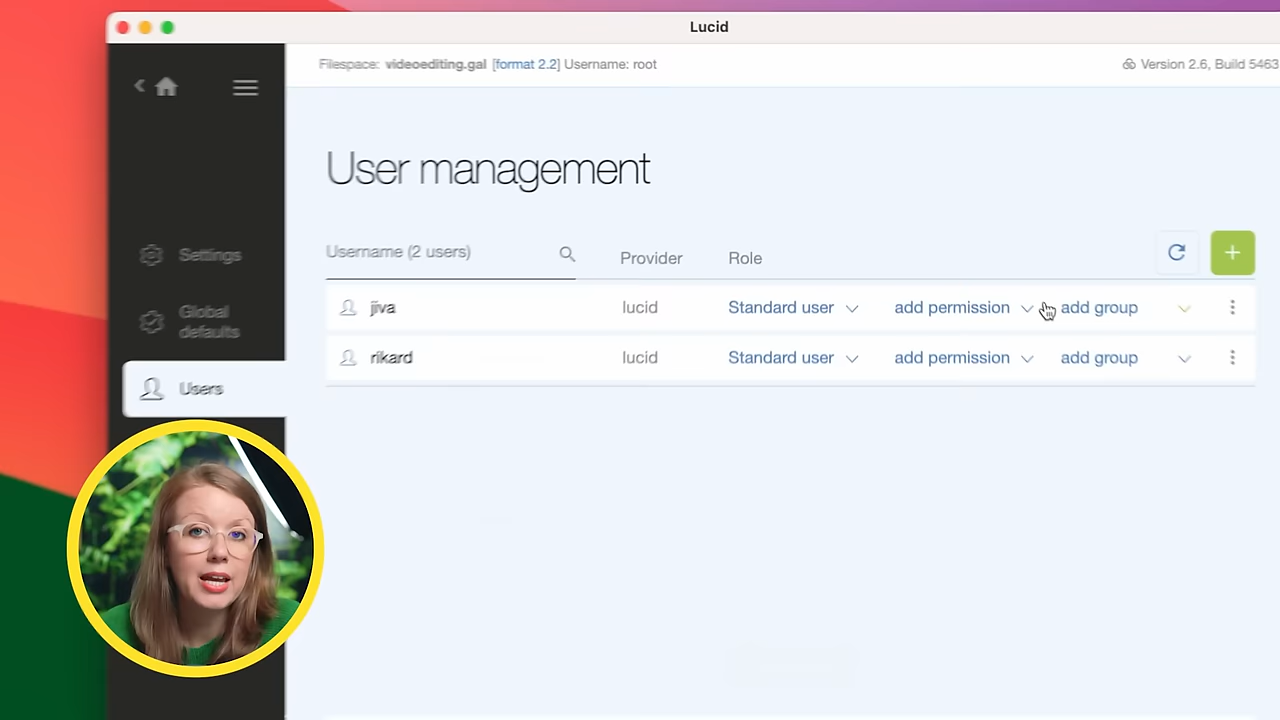 Lucid
Filespace: videoediting.gal [format 2.2] Username: root
Version 2.6, Build 5463
User management
Settings
Global
defaults
Users
Username (2 users) Provider Role
jiva lucid Standard user add permission add group
rikard lucid Standard user add permission add group